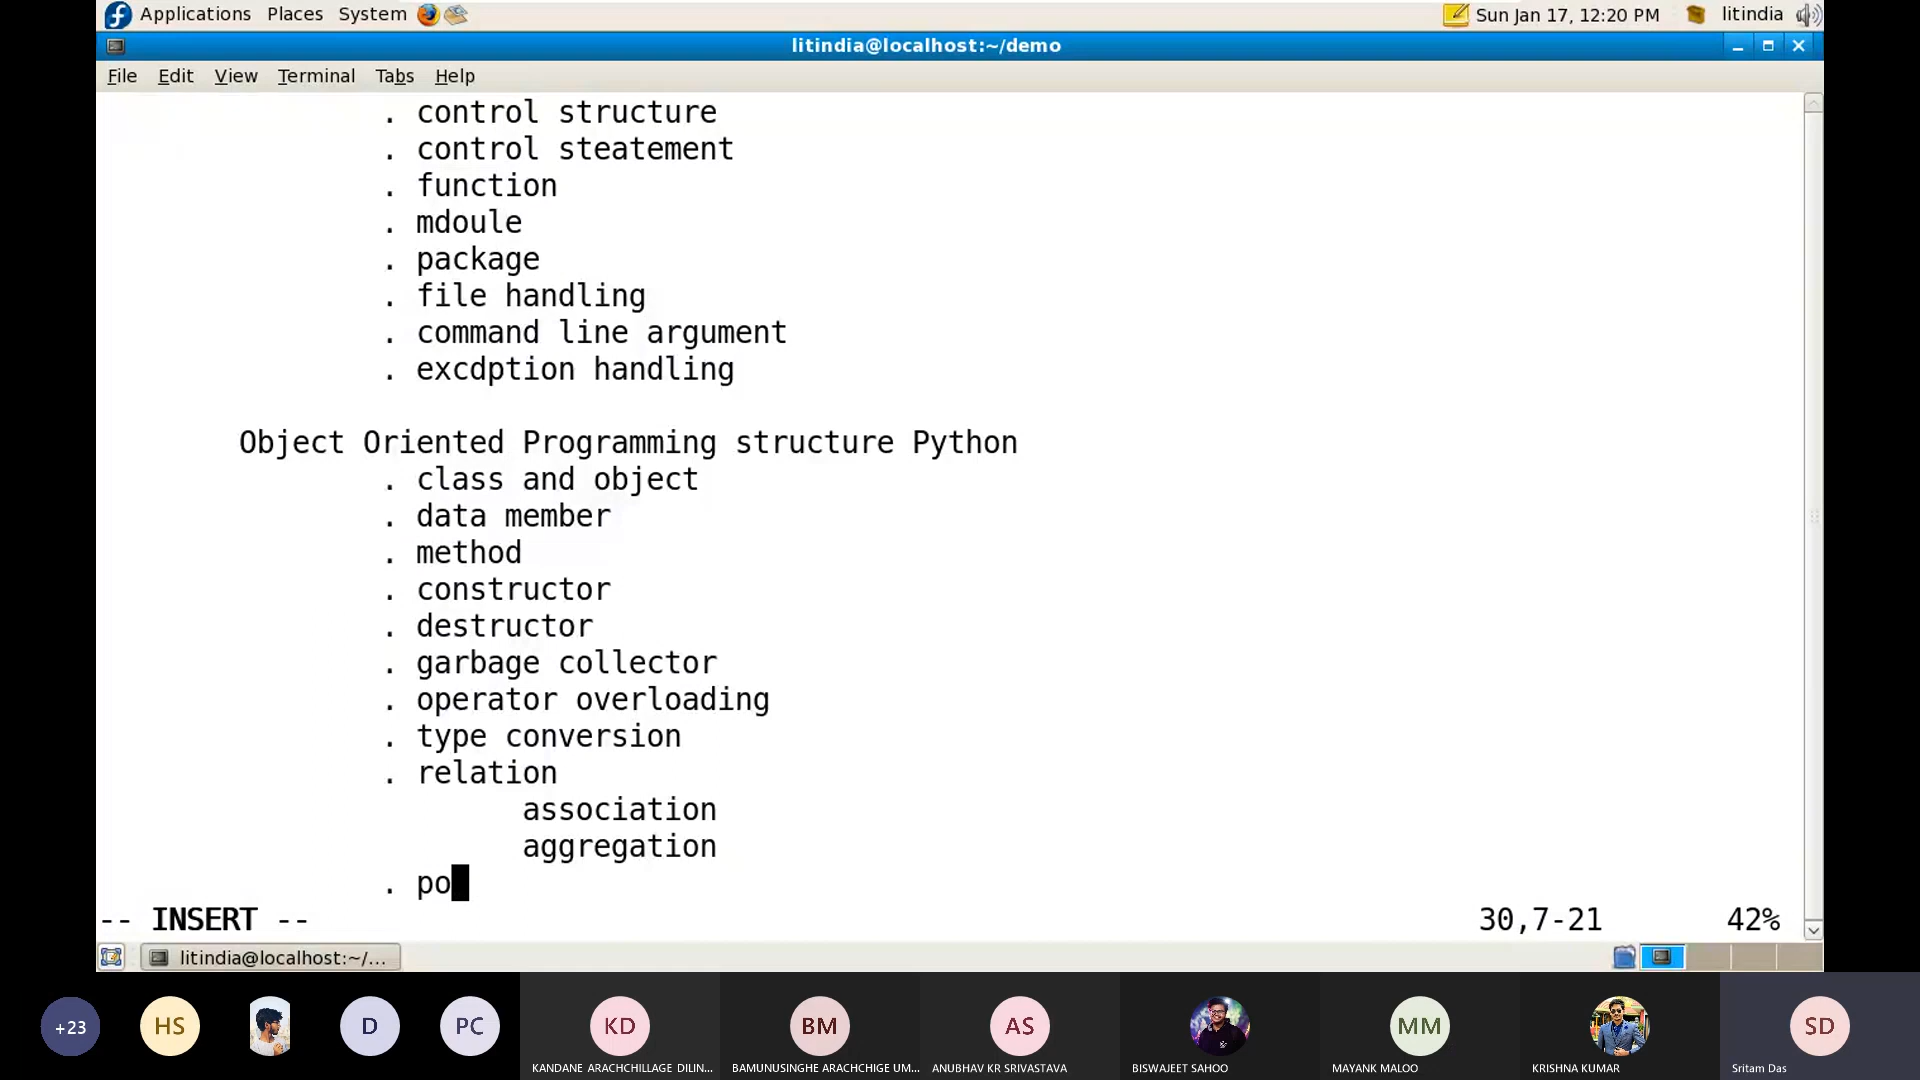 Applications Places System Sun Jan 17, 12:20 PM litindia
litindia@localhost:~/demo
File Edit View Terminal Tabs Help
. control structure
. control steatement
. function
. mdoule
. package
. file handling
. command line argument
. excdption handling
Object Oriented Programming structure Python
. class and object
. data member
. method
. constructor
. destructor
. garbage collector
. operator overloading
. type conversion
. relation
association
aggregation
. po
-- INSERT -- 30,7-21 42%
litindia@localhost:~/...
+23 HS D PC KD BM AS MM SD
KANDANE ARACHCHILLAGE DILIN... BAMUNUSINGHE ARACHCHIGE UM... ANUBHAV KR SRIVASTAVA BISWAJEET SAHOO MAYANK MALOO KRISHNA KUMAR Sritam Das